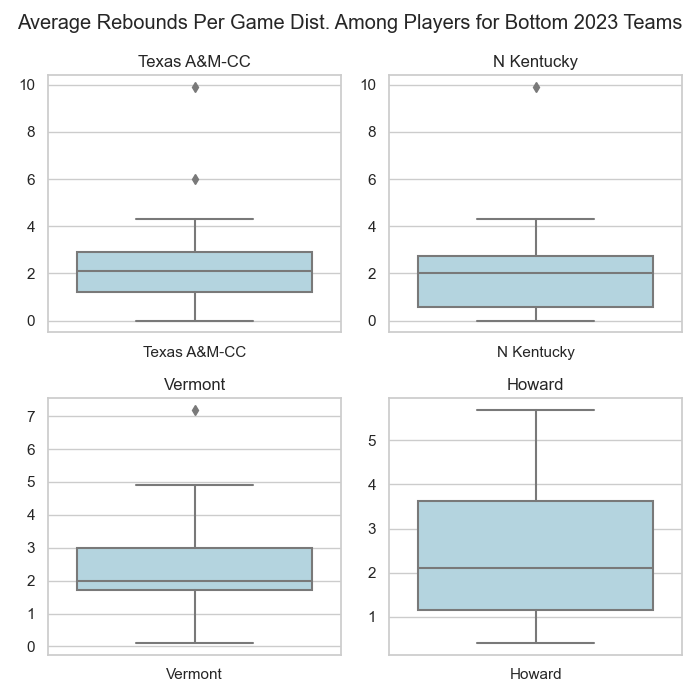 Average Rebounds Per Game Dist. Among Players for Bottom 2023 Teams
Texas A&M-CC
10
8
6
4
2
0
Texas A&M-CC
N Kentucky
10
8
6
4
2
0
N Kentucky
Vermont
7
6
5
4
3
2
1
0
Vermont
Howard
5
4
3
2
1
Howard